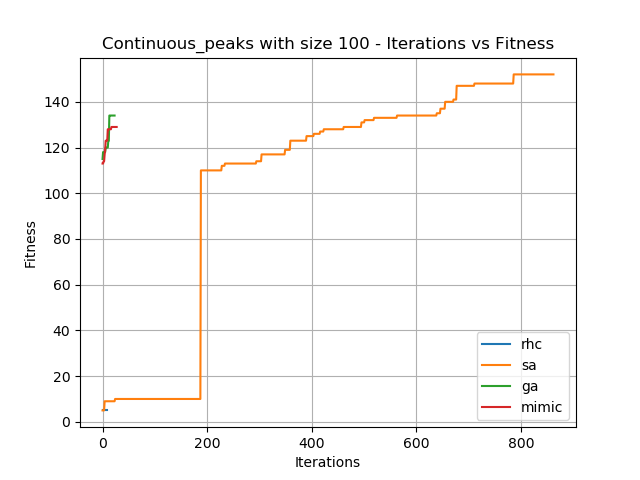 Continuous_peaks with size 100 - Iterations vs Fitness
140
120
100
80
60
40
20
0
Fitness
0 200 400 600 800
Iterations
rhc
sa
ga
mimic